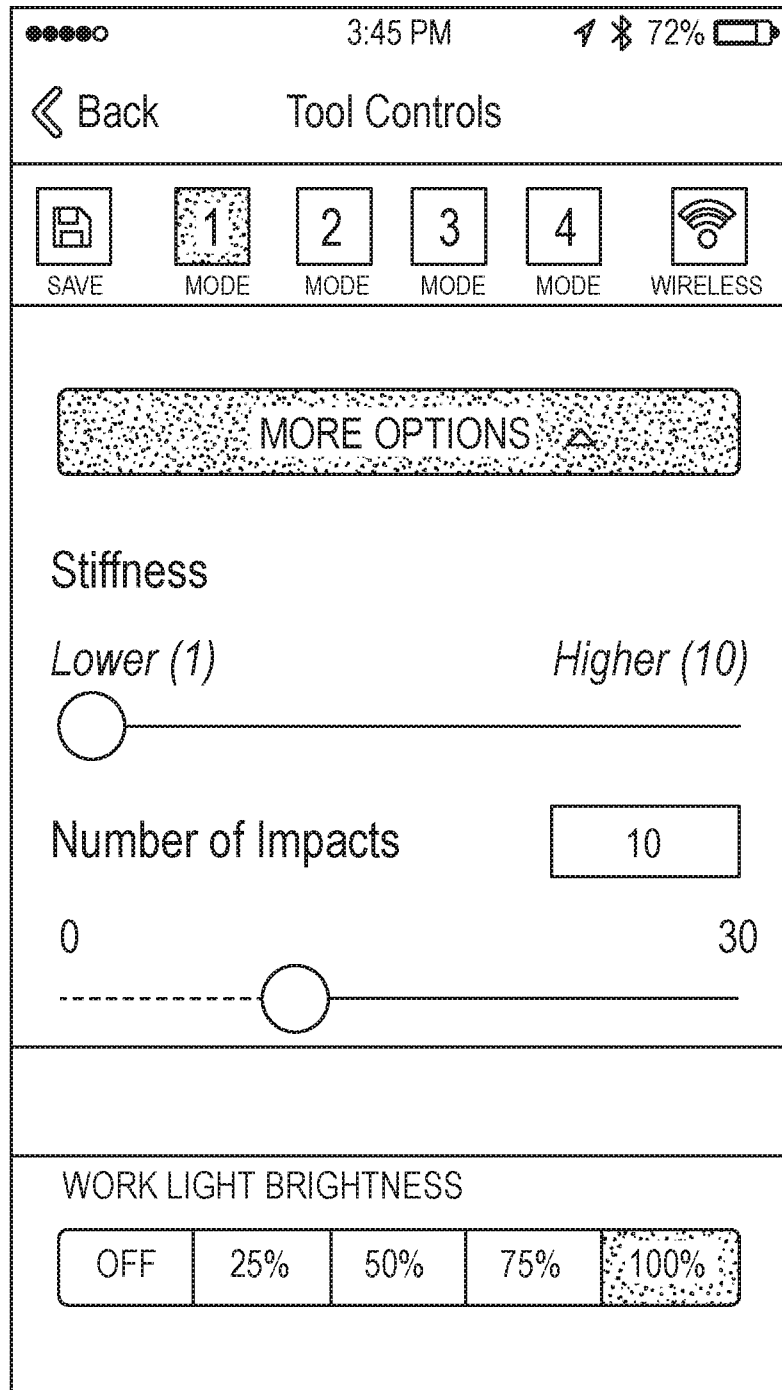 3:45 PM 72%
Back Tool Controls
1 2 3 4
SAVE MODE MODE MODE MODE WIRELESS
MORE OPTIONS
Stiffness
Lower (1) Higher (10)
Number of Impacts 10
0 30
WORK LIGHT BRIGHTNESS
OFF 25% 50% 75% 100%